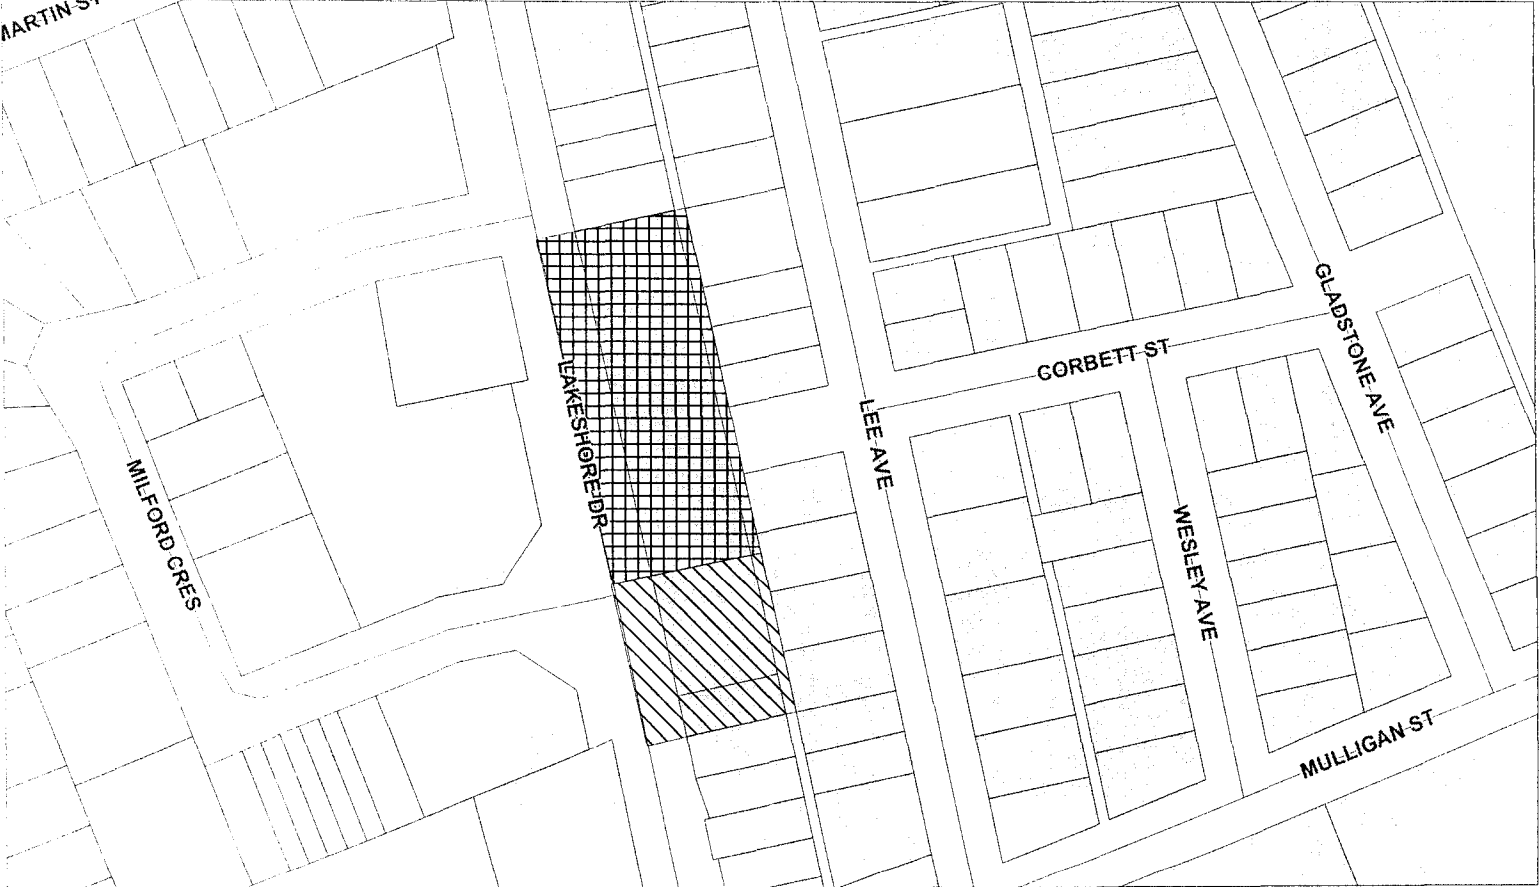 MARTIN ST
GLADSTONE AVE
CORBETT ST
LAKESHORE DR
LEE AVE
MILFORD CRES
WESLEY AVE
MULLIGAN ST